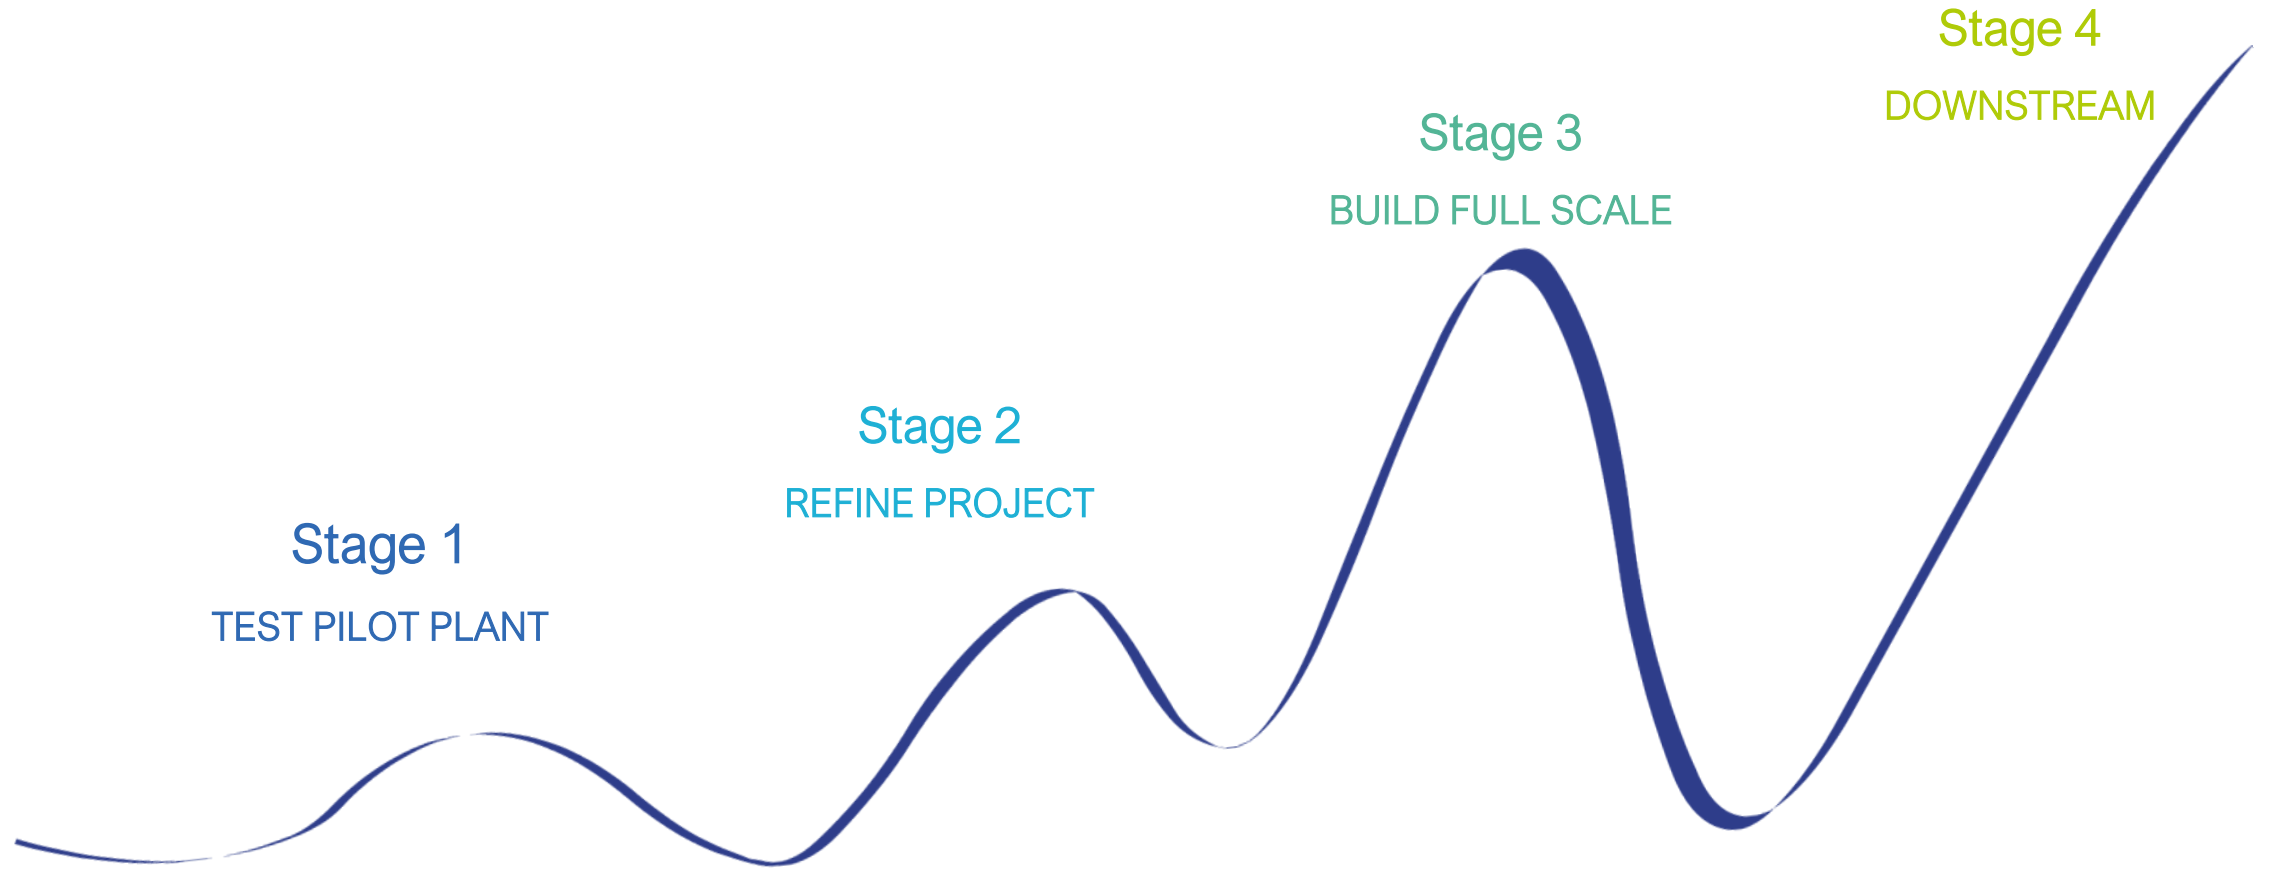 Stage 1
TEST PILOT PLANT
Stage 2
REFINE PROJECT
Stage 3
BUILD FULL SCALE
Stage 4
DOWNSTREAM